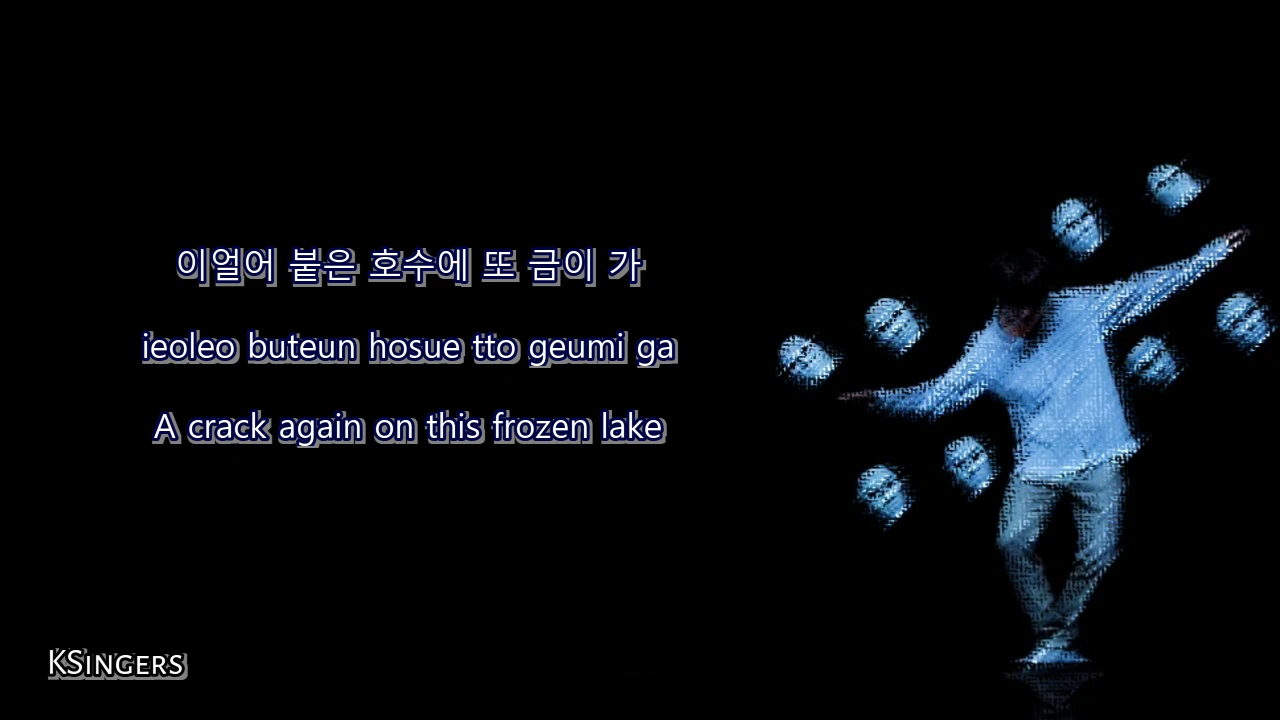 이얼어 붙은 호수에 또 금이 가
ieoleo buteun hosue tto geumi ga
A crack again on this frozen lake
KSingers